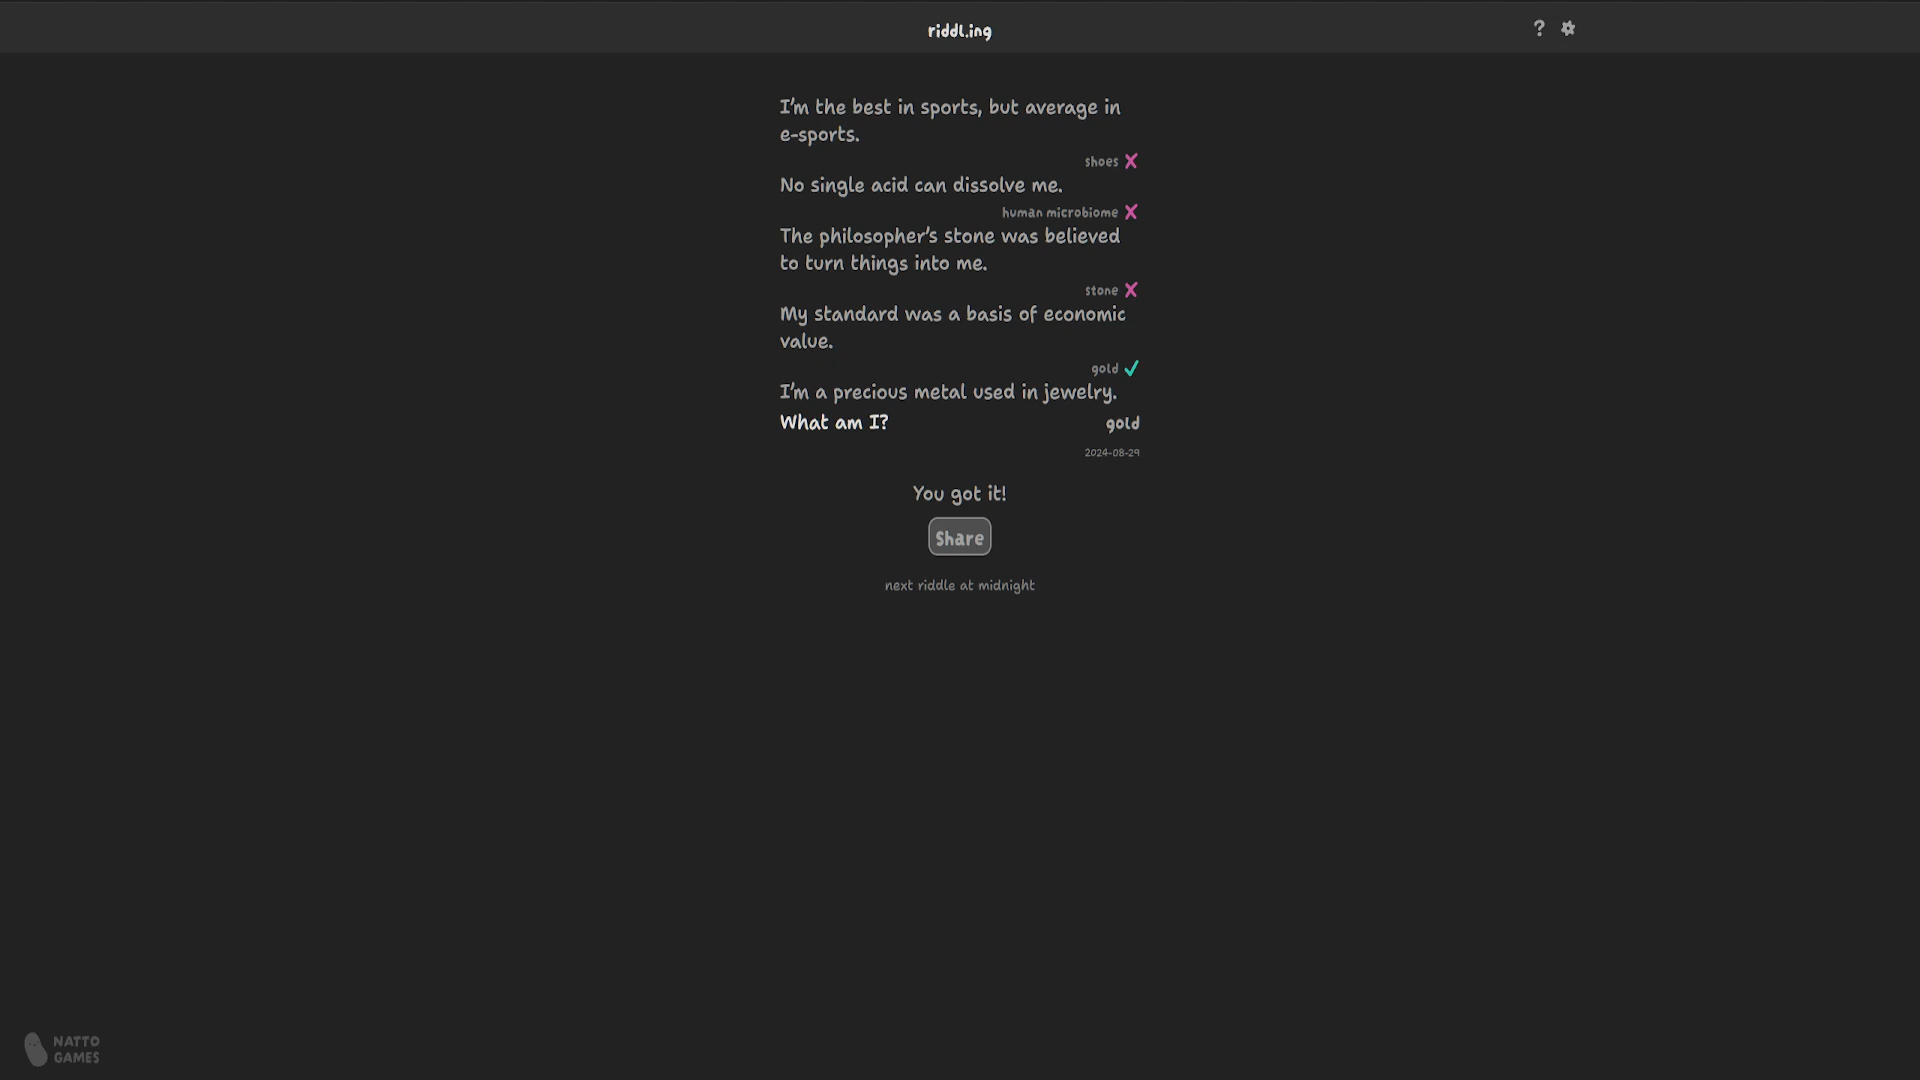 riddl.ing
?
I'm the best in sports, but average in
e-sports.
shoes
No single acid can dissolve me.
human microbiome
The philosopher's stone was believed
to turn things into me.
stone
My standard was a basis of economic
value.
gold
I'm a precious metal used in jewelry.
What am I? gold
2024-08-29
You got it!
Share
next riddle at midnight
NATTO
GAMES